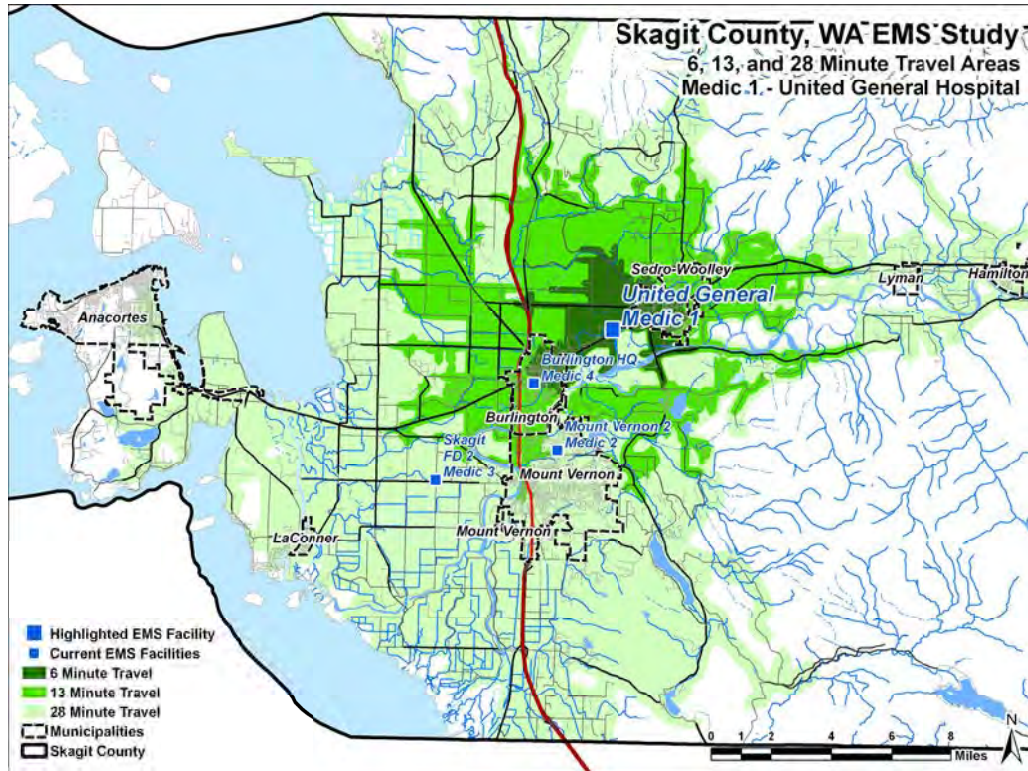 Skagit County, WA EMS Study
6, 13, and 28 Minute Travel Areas
Medic 1 - United General Hospital
Sedro-Woolley
Lyman
Hamilton
United General
Medic 1
Anacortes
Burlington HQ
Medic 4
Burlington
Mount Vernon 2
Medic 2
Skagit
FD 2
Medic 3
Mount Vernon
LaConner
Mount Vernon
Highlighted EMS Facility
Current EMS Facilities
6 Minute Travel
13 Minute Travel
28 Minute Travel
Municipalities
Skagit County
0 1 2 4 6 8
Miles
N